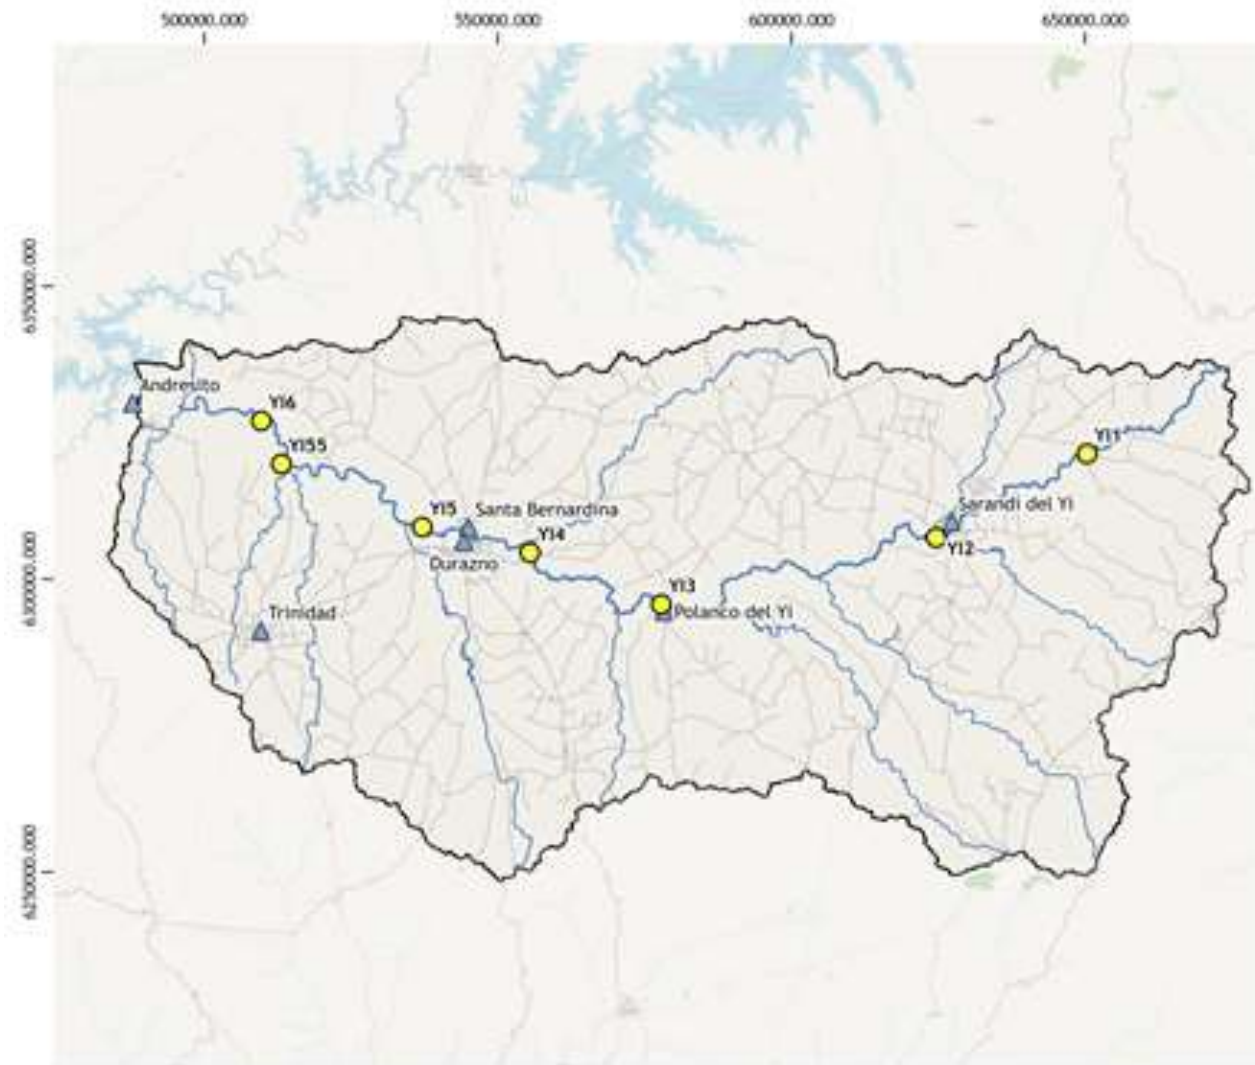 500000.000
550000.000
600000.000
650000.000
6350000.000
6300000.000
6250000.000
Andresito
YI6
YI55
YI1
YI5
Santa Bernardina
Sarandi del Yi
YI4
YI2
Durazno
YI3
Polanco del Yi
Trinidad